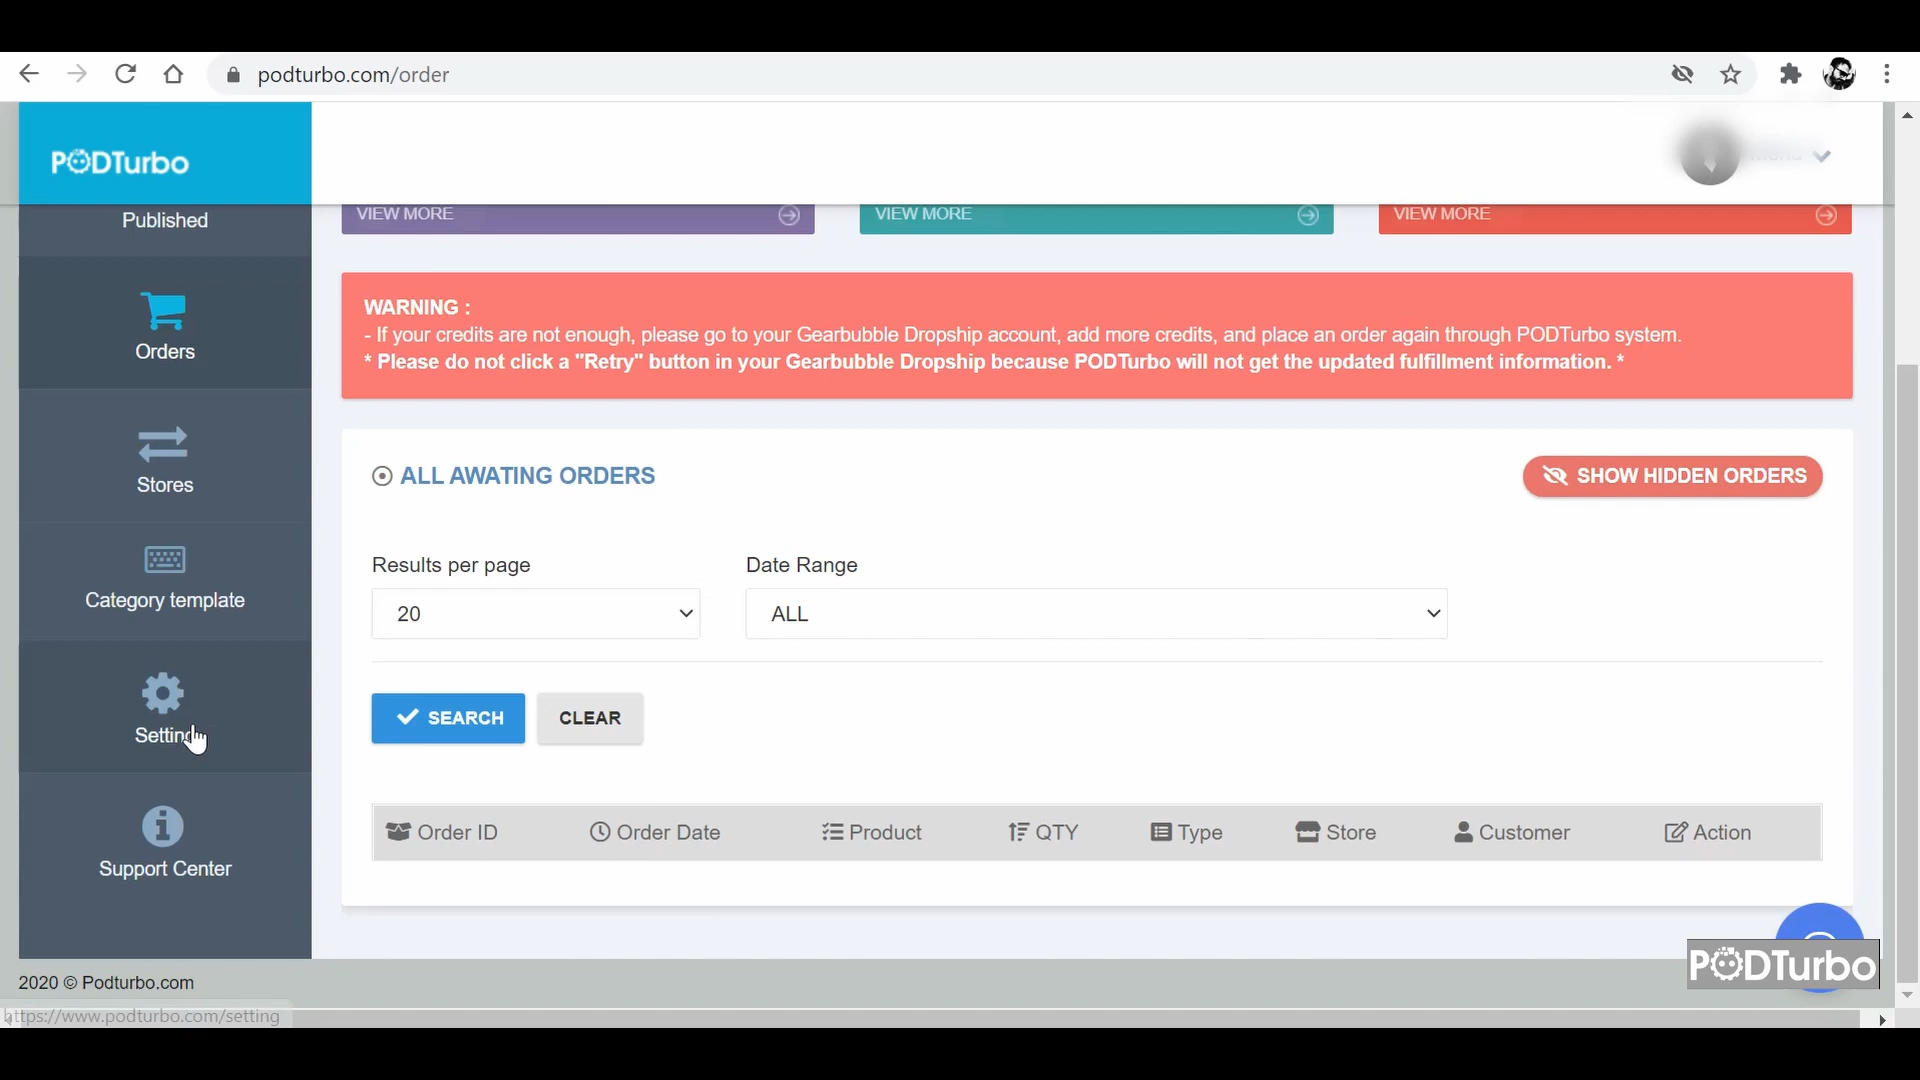 podturbo.com/order
PODTurbo
Published
Orders
Stores
Category template
Setting
Support Center
VIEW MORE
VIEW MORE
VIEW MORE
WARNING :
- If your credits are not enough, please go to your Gearbubble Dropship account, add more credits, and place an order again through PODTurbo system.
* Please do not click a "Retry" button in your Gearbubble Dropship because PODTurbo will not get the updated fulfillment information. *
ALL AWATING ORDERS
SHOW HIDDEN ORDERS
Results per page
Date Range
20
ALL
SEARCH
CLEAR
Order ID
Order Date
Product
QTY
Type
Store
Customer
Action
PODTurbo
2020 © Podturbo.com
https://www.podturbo.com/setting